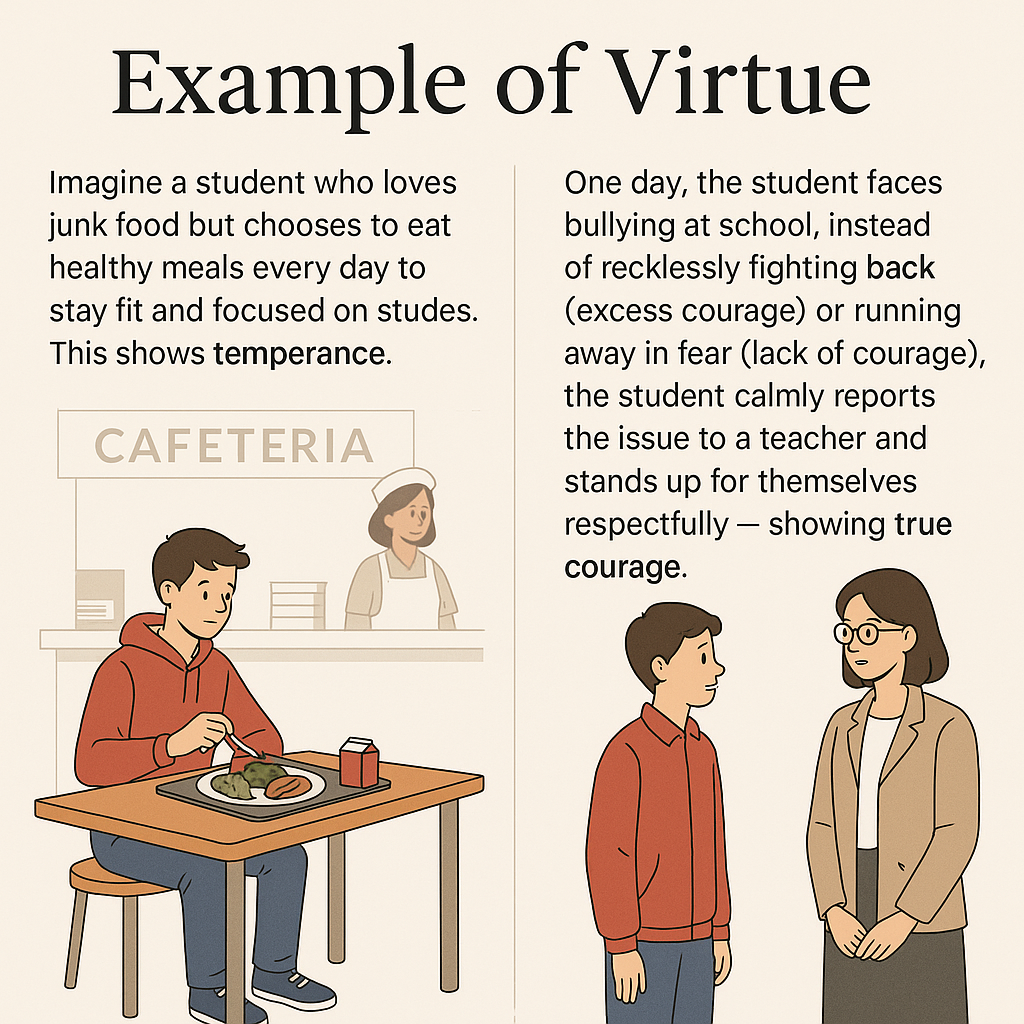 Example of Virtue
Imagine a student who loves
junk food but chooses to eat
healthy meals every day to
stay fit and focused on studes.
This shows temperance.
CAFETERIA
One day, the student faces
bullying at school, instead
of recklessly fighting back
(excess courage) or running
away in fear (lack of courage),
the student calmly reports
the issue to a teacher and
stands up for themselves
respectfully — showing true
courage.